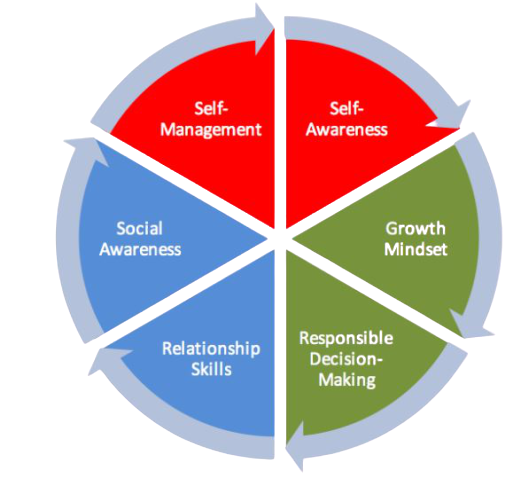 Self-
Management
Self-
Awareness
Social
Awareness
Growth
Mindset
Relationship
Skills
Responsible
Decision-
Making